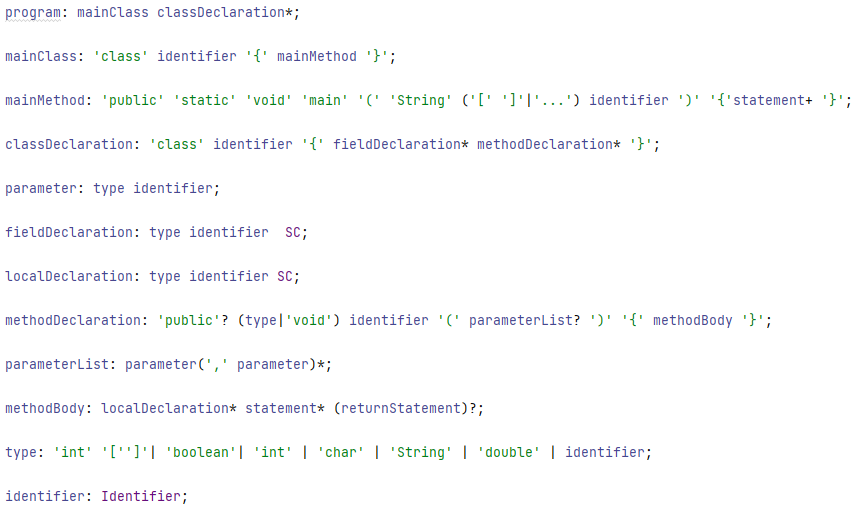 program: mainClass classDeclaration*;
mainClass: 'class' identifier '{' mainMethod '}';
mainMethod: 'public' 'static' 'void' 'main' '(' 'String' ('[' ']'|'...') identifier ')' '{'statement+ '}';
classDeclaration: 'class' identifier '{' fieldDeclaration* methodDeclaration* '}';
parameter: type identifier;
fieldDeclaration: type identifier  SC;
localDeclaration: type identifier SC;
methodDeclaration: 'public'? (type|'void') identifier '(' parameterList? ')' '{' methodBody '}';
parameterList: parameter(',' parameter)*;
methodBody: localDeclaration* statement* (returnStatement)?;
type: 'int' '['']'| 'boolean'| 'int' | 'char' | 'String' | 'double' | identifier;
identifier: Identifier;